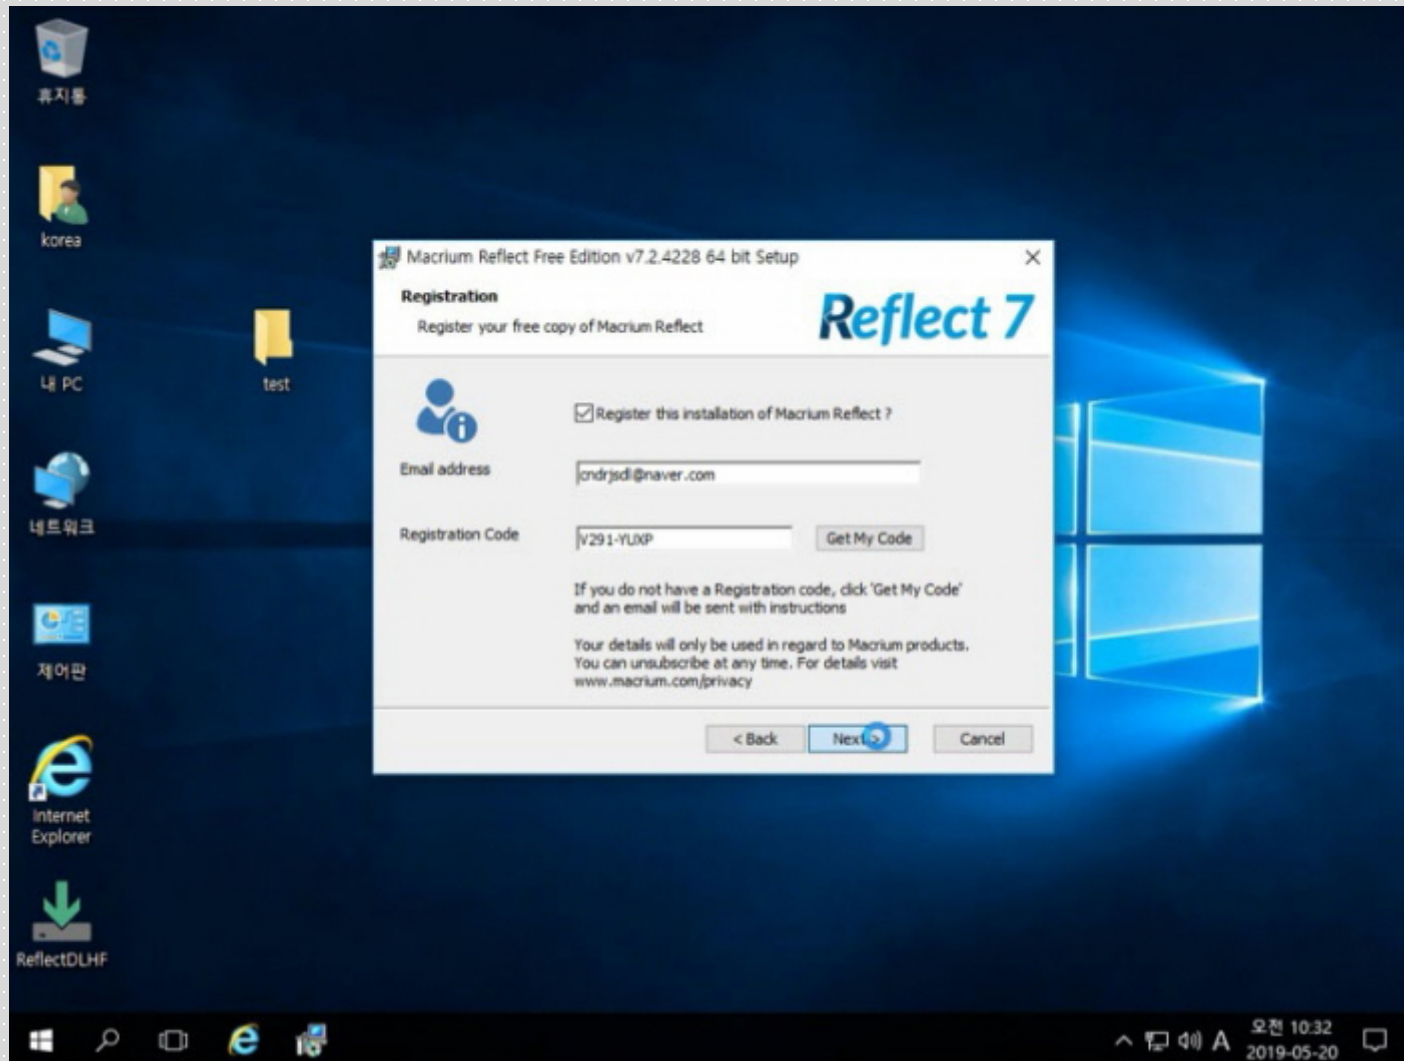 휴지통
korea
내 PC
test
네트워크
제어판
Internet
Explorer
ReflectDLHF
Macrium Reflect Free Edition v7.2.4228 64 bit Setup
Registration
Register your free copy of Macrium Reflect
Reflect 7
Register this installation of Macrium Reflect ?
Email address
cndrjsdl@naver.com
Registration Code
V291-YUXP
Get My Code
If you do not have a Registration code, click 'Get My Code'
and an email will be sent with instructions
Your details will only be used in regard to Macrium products.
You can unsubscribe at any time. For details visit
www.macrium.com/privacy
< Back
Next >
Cancel
A
오전 10:32
2019-05-20